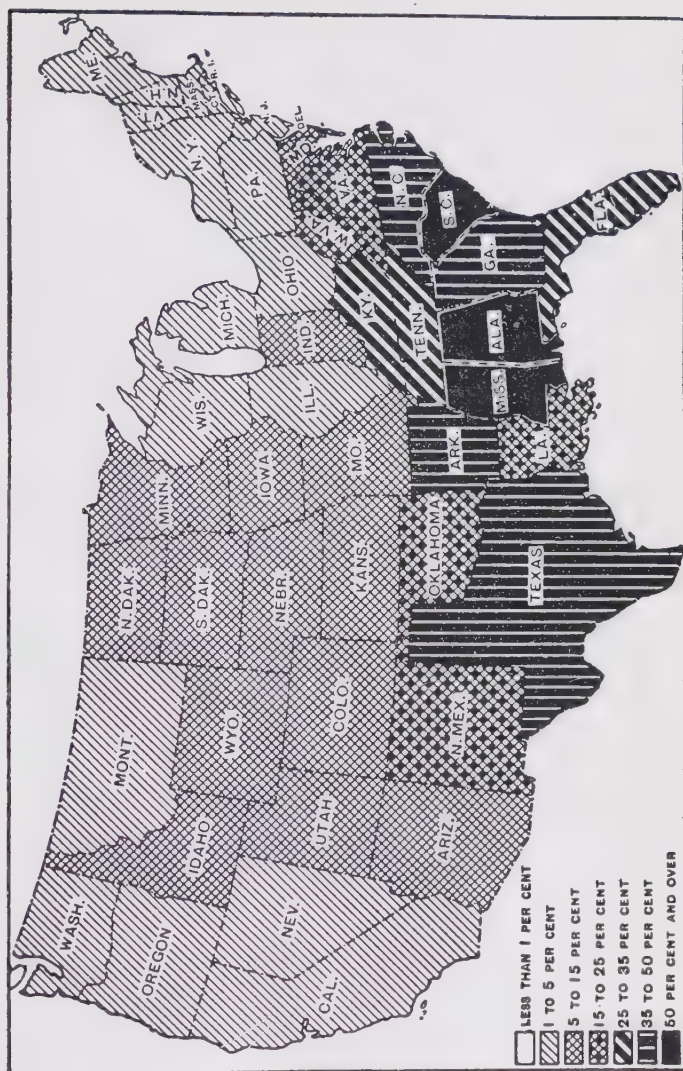 WASH.
OREGON
CAL.
NEV.
IDAHO
MONT.
WYO.
UTAH
ARIZ.
COLO.
N. MEX.
N. DAK.
S. DAK.
NEBR.
KANS.
OKLAHOMA
TEXAS
MINN.
IOWA
MO.
ARK.
LA.
WIS.
ILL.
MICH.
IND.
OHIO
KY.
TENN.
MISS.
ALA.
GA.
FLA.
S.C.
N.C.
VA.
W.VA.
DEL.
PA.
N.Y.
MASS.
CT.
R.I.
ME.
LESS THAN 1 PER CENT
1 TO 5 PER CENT
5 TO 15 PER CENT
15 TO 25 PER CENT
25 TO 35 PER CENT
35 TO 50 PER CENT
50 PER CENT AND OVER